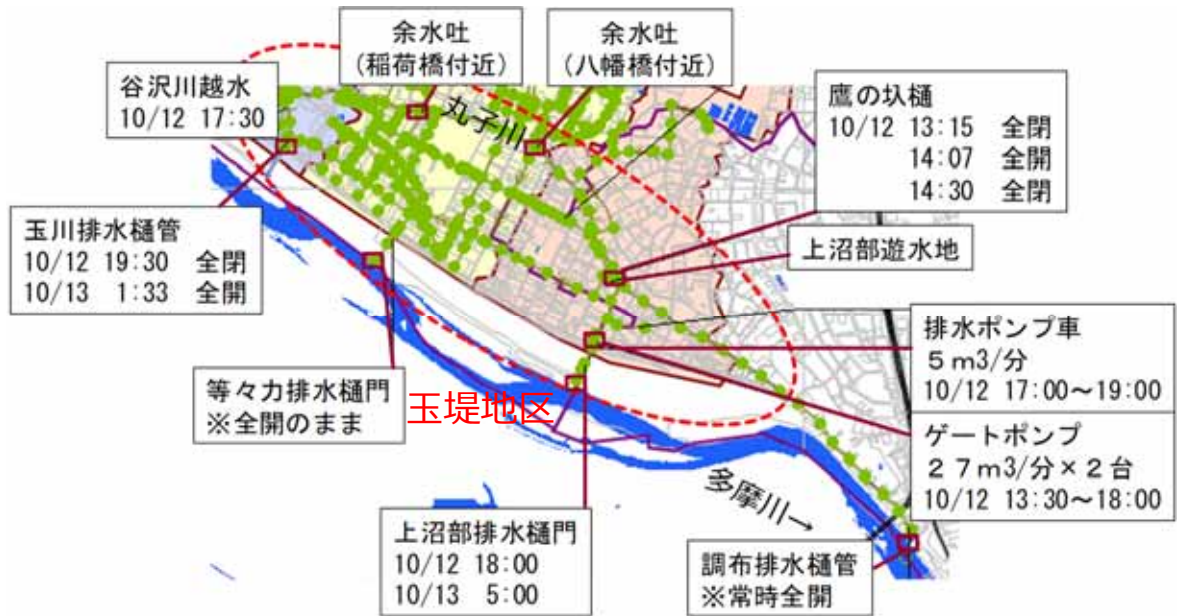 余水吐
（稲荷橋付近）
余水吐
（八幡橋付近）
谷沢川越水
10/12 17:30
丸子川
鷹の圦樋
10/12 13:15 全閉
14:07 全開
14:30 全閉
玉川排水樋管
10/12 19:30 全閉
10/13 1:33 全開
上沼部遊水地
排水ポンプ車
５m3/分
10/12 17:00～19:00
等々力排水樋門
※全開のまま
玉堤地区
ゲートポンプ
２７m3/分×２台
10/12 13:30～18:00
多摩川→
上沼部排水樋門
10/12 18:00
10/13 5:00
調布排水樋管
※常時全開